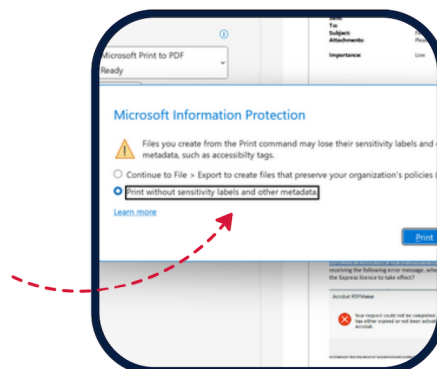 To:
Subject:
Attachments:
Importance: Low
Microsoft Print to PDF
Ready
Microsoft Information Protection
Files you create from the Print command may lose their sensitivity labels and
metadata, such as accessibilty tags.
Continue to File > Export to create files that preserve your organization's policies (
Print without sensitivity labels and other metadata.
Learn more
Print
receiving the following error message, whe
the Express licence to take effect?
Acrobat PDFMaker
Your request could not be completed.
has either expired or not been activat
acrobat.